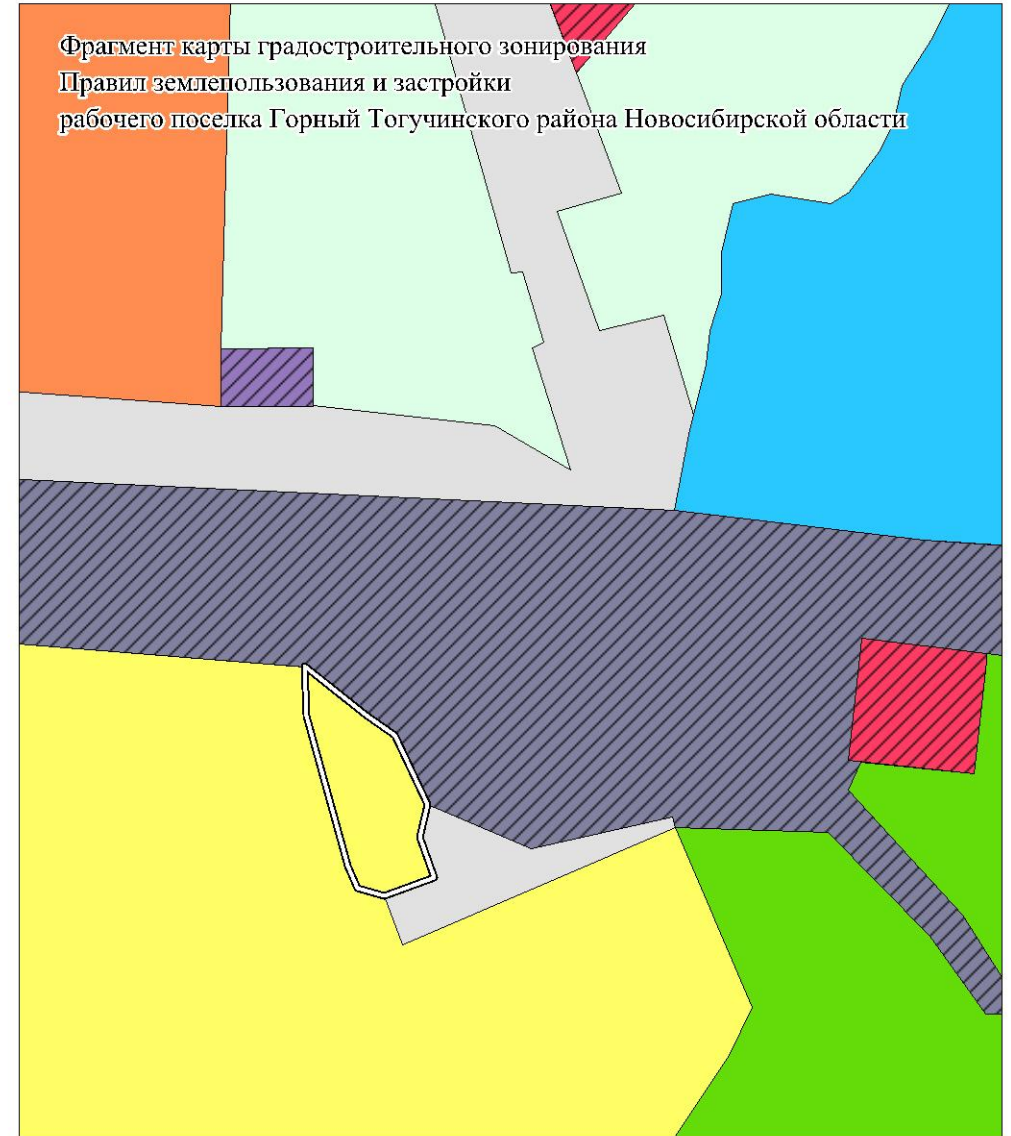 Фрагмент карты градостроительного зонирования
Правил землепользования и застройки
рабочего поселка Горный Тогучинского района Новосибирской области